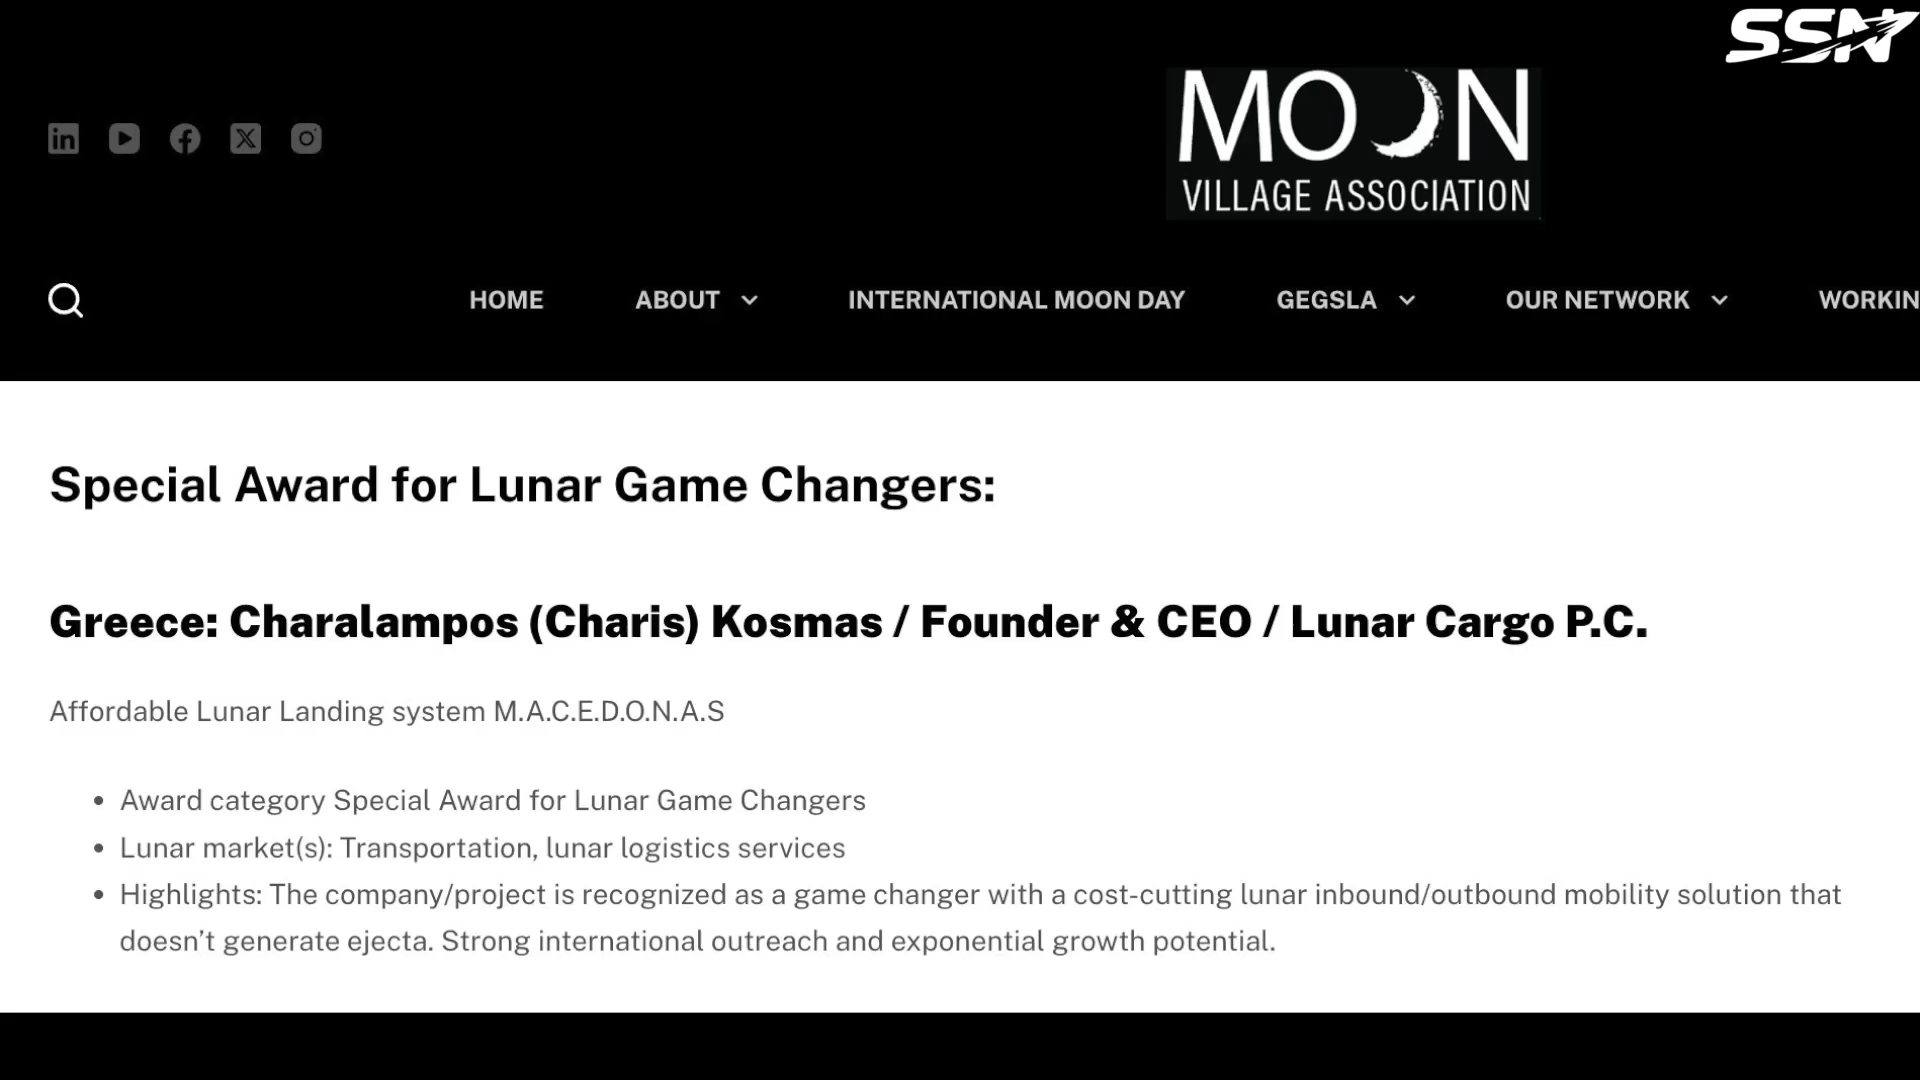 SSN
MOON
VILLAGE ASSOCIATION
HOME ABOUT INTERNATIONAL MOON DAY GEGSLA OUR NETWORK WORKIN
Special Award for Lunar Game Changers:
Greece: Charalampos (Charis) Kosmas / Founder & CEO / Lunar Cargo P.C.
Affordable Lunar Landing system M.A.C.E.D.O.N.A.S
• Award category Special Award for Lunar Game Changers
• Lunar market(s): Transportation, lunar logistics services
• Highlights: The company/project is recognized as a game changer with a cost-cutting lunar inbound/outbound mobility solution that
doesn’t generate ejecta. Strong international outreach and exponential growth potential.